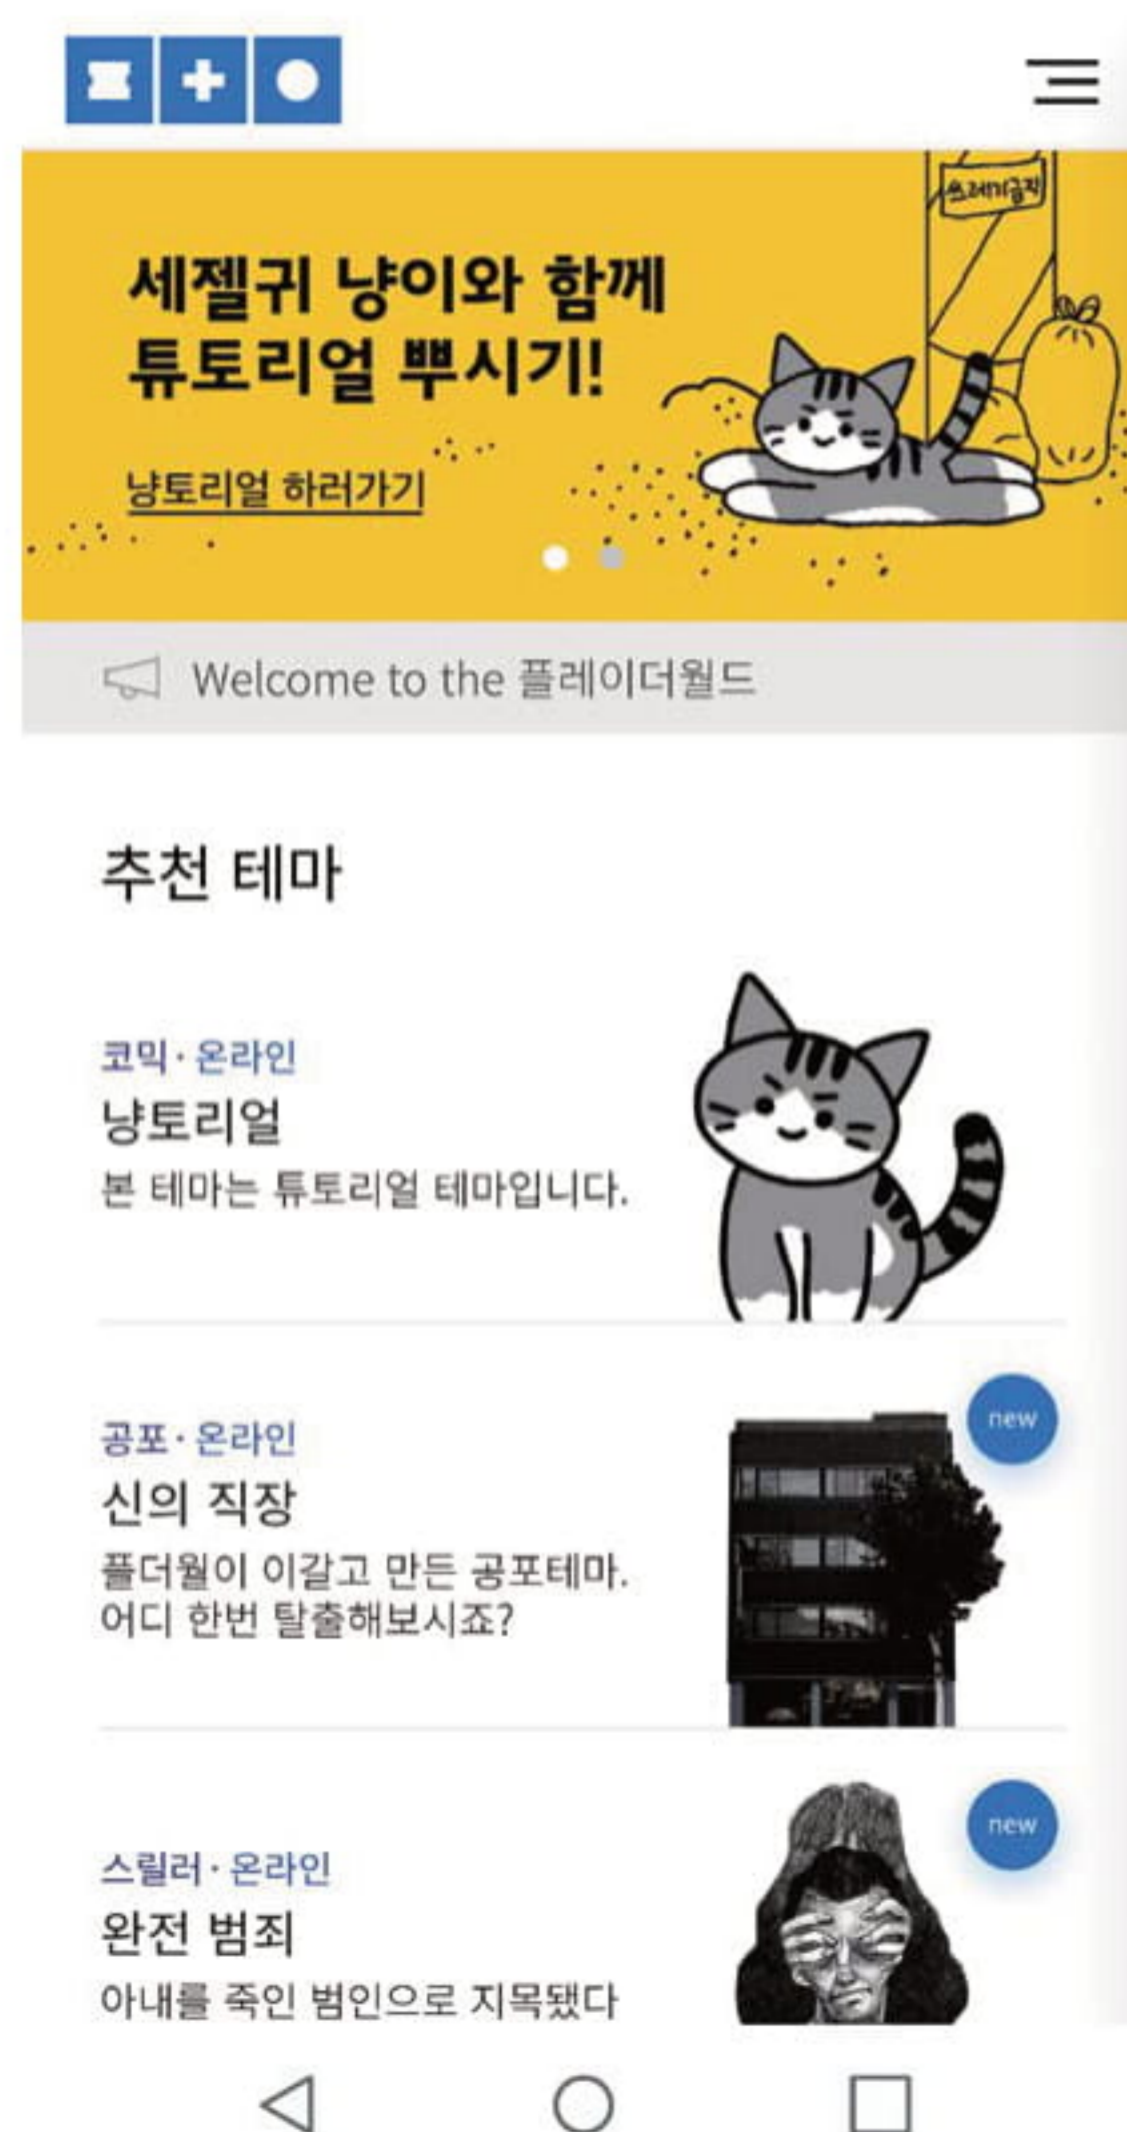 쓰레기금지
세젤귀 냥이와 함께
튜토리얼 뿌시기!
냥토리얼 하러가기
Welcome to the 플레이더월드
추천 테마
코믹 · 온라인
냥토리얼
본 테마는 튜토리얼 테마입니다.
new
공포 · 온라인
신의 직장
플더월이 이갈고 만든 공포테마.
어디 한번 탈출해보시죠?
new
스릴러 · 온라인
완전 범죄
아내를 죽인 범인으로 지목됐다